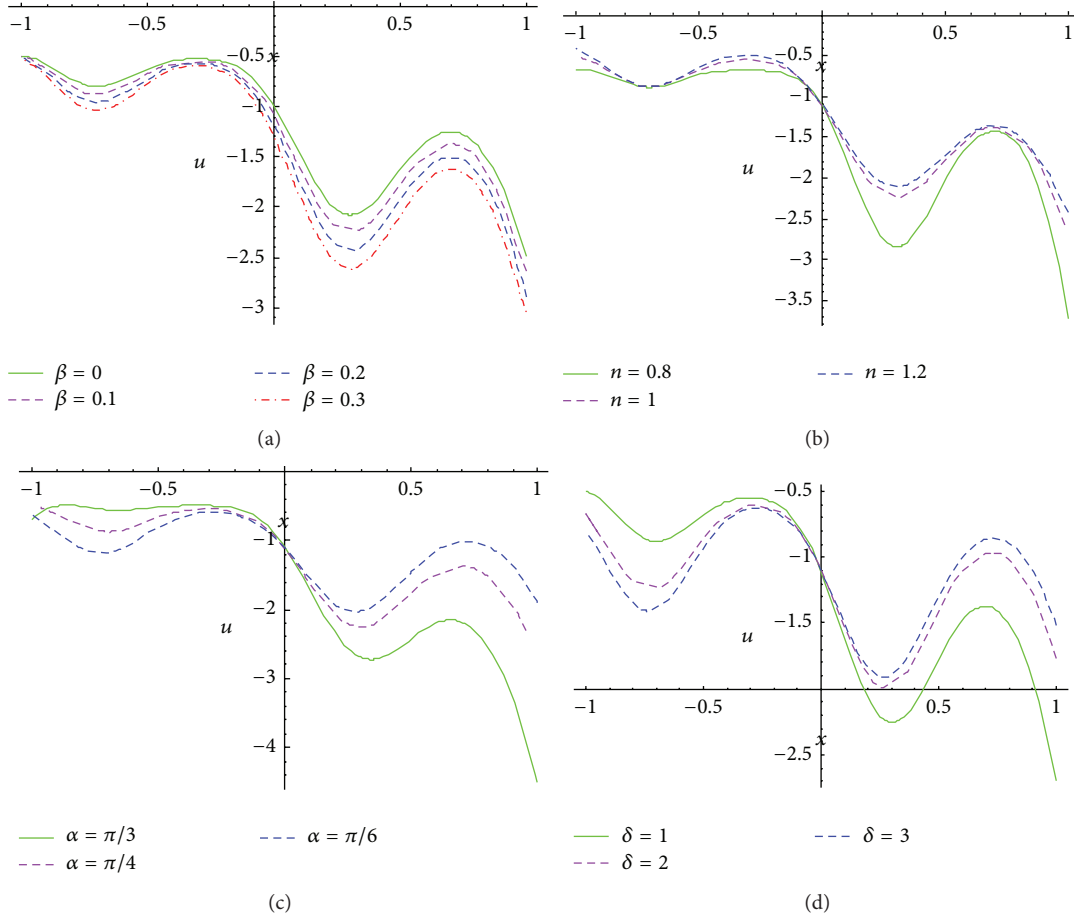 −1
−0.5
0.5
1
−0.5
x
−1
−1.5
u
−2
−2.5
−3
β = 0
β = 0.2
β = 0.1
β = 0.3
(a)
−1
−0.5
0.5
1
−0.5
x
−1
−1.5
u
−2
−2.5
−3
−3.5
n = 0.8
n = 1.2
n = 1
(b)
−1
−0.5
0.5
1
x
−1
−2
u
−3
−4
α = π/3
α = π/6
α = π/4
(c)
−0.5
−1
−1.5
u
−1
−0.5
0.5
1
x
−2.5
δ = 1
δ = 3
δ = 2
(d)